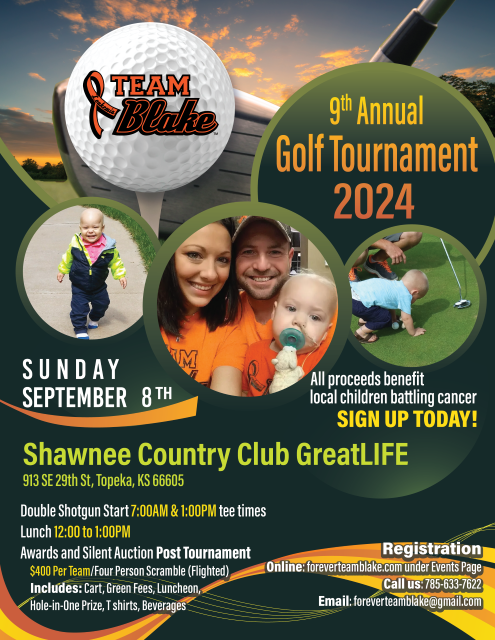 TEAM
Blake
9th Annual
Golf Tournament
2024
SUNDAY
SEPTEMBER 8TH
All proceeds benefit
local children battling cancer
SIGN UP TODAY!
Shawnee Country Club GreatLIFE
913 SE 29th St, Topeka, KS 66605
Double Shotgun Start 7:00AM & 1:00PM tee times
Lunch 12:00 to 1:00PM
Awards and Silent Auction Post Tournament
$400 Per Team/Four Person Scramble (Flighted)
Includes: Cart, Green Fees, Luncheon,
Hole-in-One Prize, T shirts, Beverages
Registration
Online: foreverteamblake.com under Events Page
Call us: 785-633-7622
Email: foreverteamblake@gmail.com